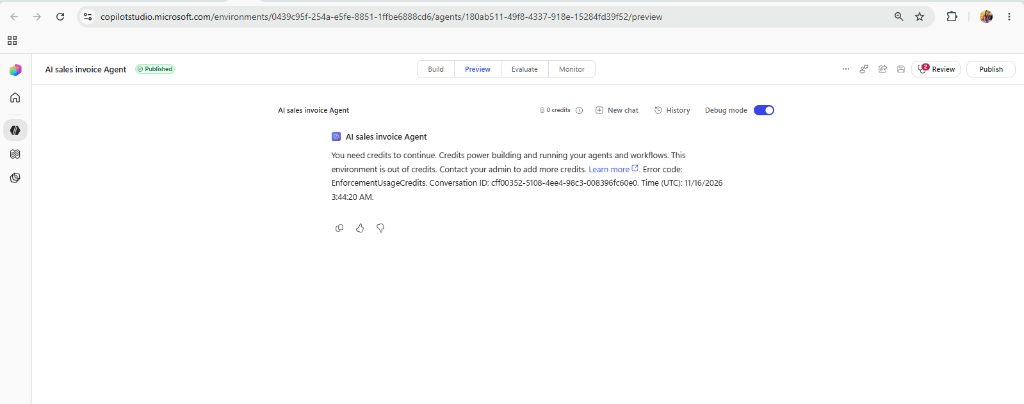 copilotstudio.microsoft.com/environments/0439c95f-254a-e5fe-8851-1ffbe6888cd6/agents/180ab511-49f8-4337-918e-15284fd39f52/preview
AI sales invoice Agent Published Build Preview Evaluate Monitor ... 2 Review Publish
AI sales invoice Agent 0 credits New chat History Debug mode
AI sales invoice Agent
You need credits to continue. Credits power building and running your agents and workflows. This
environment is out of credits. Contact your admin to add more credits. Learn more. Error code:
EnforcementUsageCredits. Conversation ID: cff00352-5108-4ee4-98c3-008396fc60e0. Time (UTC): 11/16/2026
3:44:20 AM.